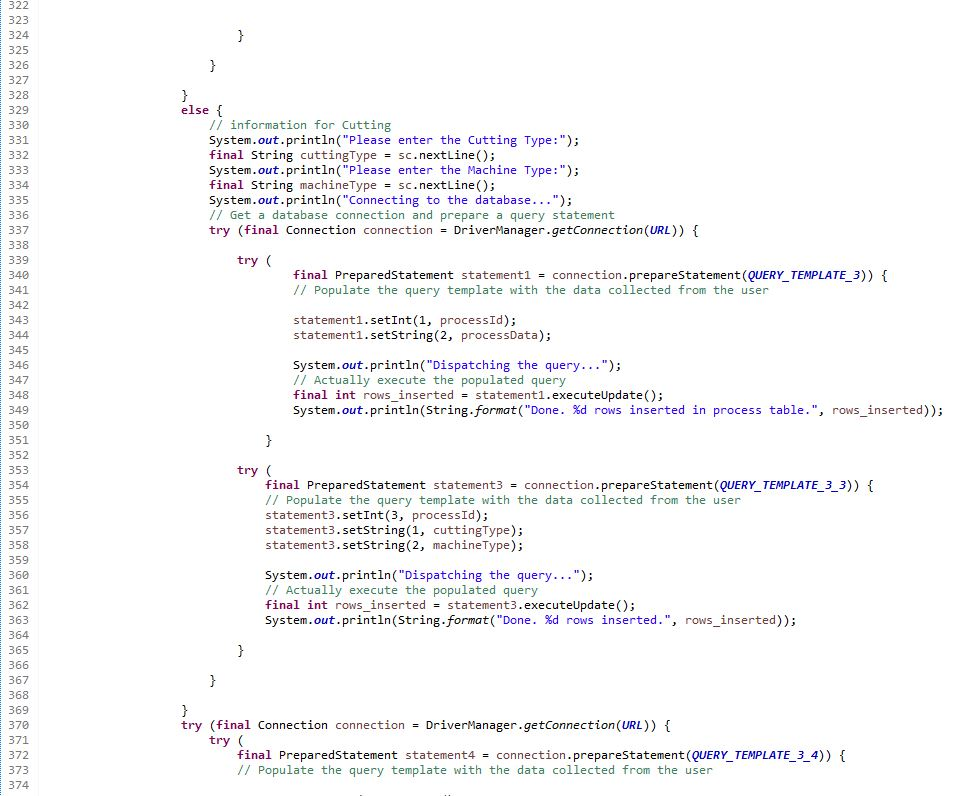 322
323
324 }
325
326 }
327
328 }
329 else {
330 // information for Cutting
331 System.out.println("Please enter the Cutting Type:");
332 final String cuttingType = sc.nextLine();
333 System.out.println("Please enter the Machine Type:");
334 final String machineType = sc.nextLine();
335 System.out.println("Connecting to the database...");
336 // Get a database connection and prepare a query statement
337 try (final Connection connection = DriverManager.getConnection(URL)) {
338
339 try (
340 final PreparedStatement statement1 = connection.prepareStatement(QUERY_TEMPLATE_3)) {
341 // Populate the query template with the data collected from the user
342
343 statement1.setInt(1, processId);
344 statement1.setString(2, processData);
345
346 System.out.println("Dispatching the query...");
347 // Actually execute the populated query
348 final int rows_inserted = statement1.executeUpdate();
349 System.out.println(String.format("Done. %d rows inserted in process table.", rows_inserted));
350
351 }
352
353 try (
354 final PreparedStatement statement3 = connection.prepareStatement(QUERY_TEMPLATE_3_3)) {
355 // Populate the query template with the data collected from the user
356 statement3.setInt(3, processId);
357 statement3.setString(1, cuttingType);
358 statement3.setString(2, machineType);
359
360 System.out.println("Dispatching the query...");
361 // Actually execute the populated query
362 final int rows_inserted = statement3.executeUpdate();
363 System.out.println(String.format("Done. %d rows inserted.", rows_inserted));
364
365 }
366
367 }
368
369 }
370 try (final Connection connection = DriverManager.getConnection(URL)) {
371 try (
372 final PreparedStatement statement4 = connection.prepareStatement(QUERY_TEMPLATE_3_4)) {
373 // Populate the query template with the data collected from the user
374